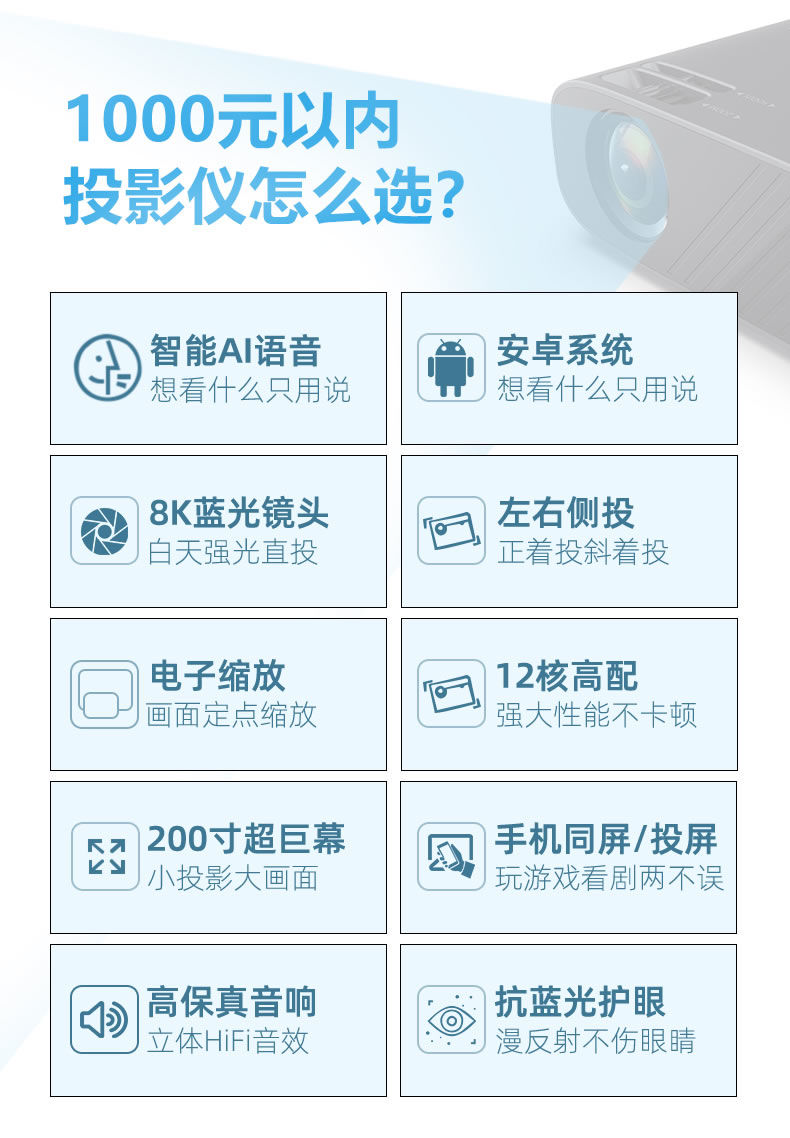 1000元以内
投影仪怎么选?
智能AI语音
想看什么只用说
安卓系统
想看什么只用说
8K蓝光镜头
白天强光直投
左右侧投
正着投斜着投
电子缩放
画面定点缩放
12核高配
强大性能不卡顿
200寸超巨幕
小投影大画面
手机同屏/投屏
玩游戏看剧两不误
高保真音响
立体HiFi音效
抗蓝光护眼
漫反射不伤眼睛